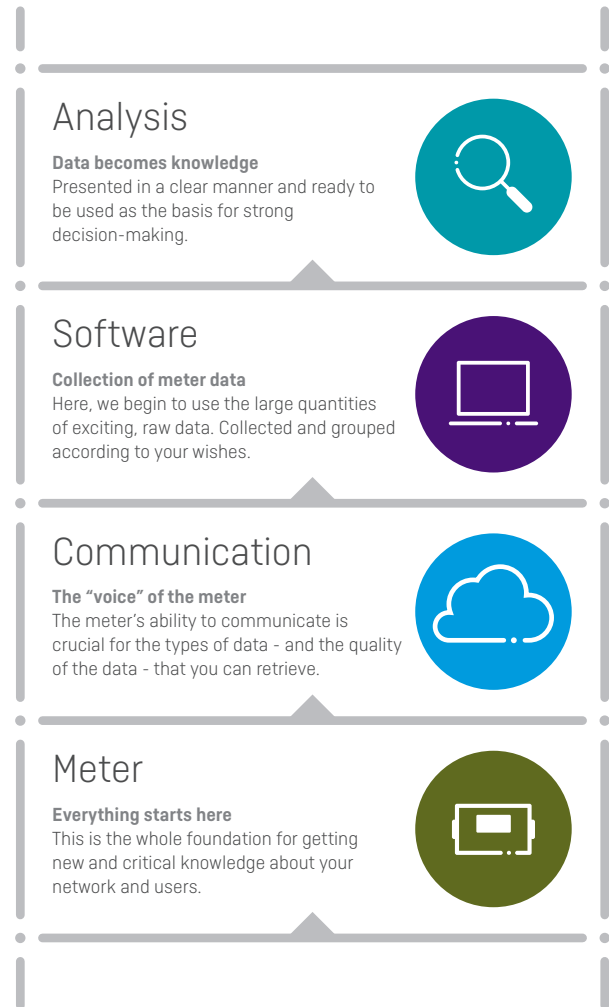 Analysis
Data becomes knowledge
Presented in a clear manner and ready to
be used as the basis for strong
decision-making.
Software
Collection of meter data
Here, we begin to use the large quantities
of exciting, raw data. Collected and grouped
according to your wishes.
Communication
The “voice” of the meter
The meter’s ability to communicate is
crucial for the types of data - and the quality
of the data - that you can retrieve.
Meter
Everything starts here
This is the whole foundation for getting
new and critical knowledge about your
network and users.